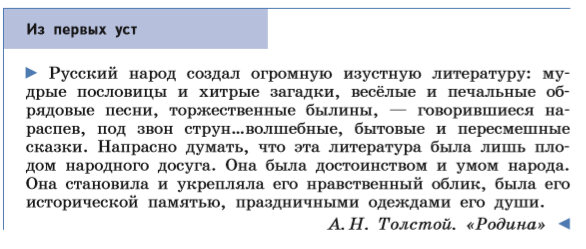 Из первых уст
► Русский народ создал огромную изустную литературу: му-
дрые пословицы и хитрые загадки, весёлые и печальные об-
рядовые песни, торжественные былины, — говорившиеся на-
распев, под звон струн...волшебные, бытовые и пересмешные
сказки. Напрасно думать, что эта литература была лишь пло-
дом народного досуга. Она была достоинством и умом народа.
Она становила и укрепляла его нравственный облик, была его
исторической памятью, праздничными одеждами его души.
А. Н. Толстой. «Родина» ◄